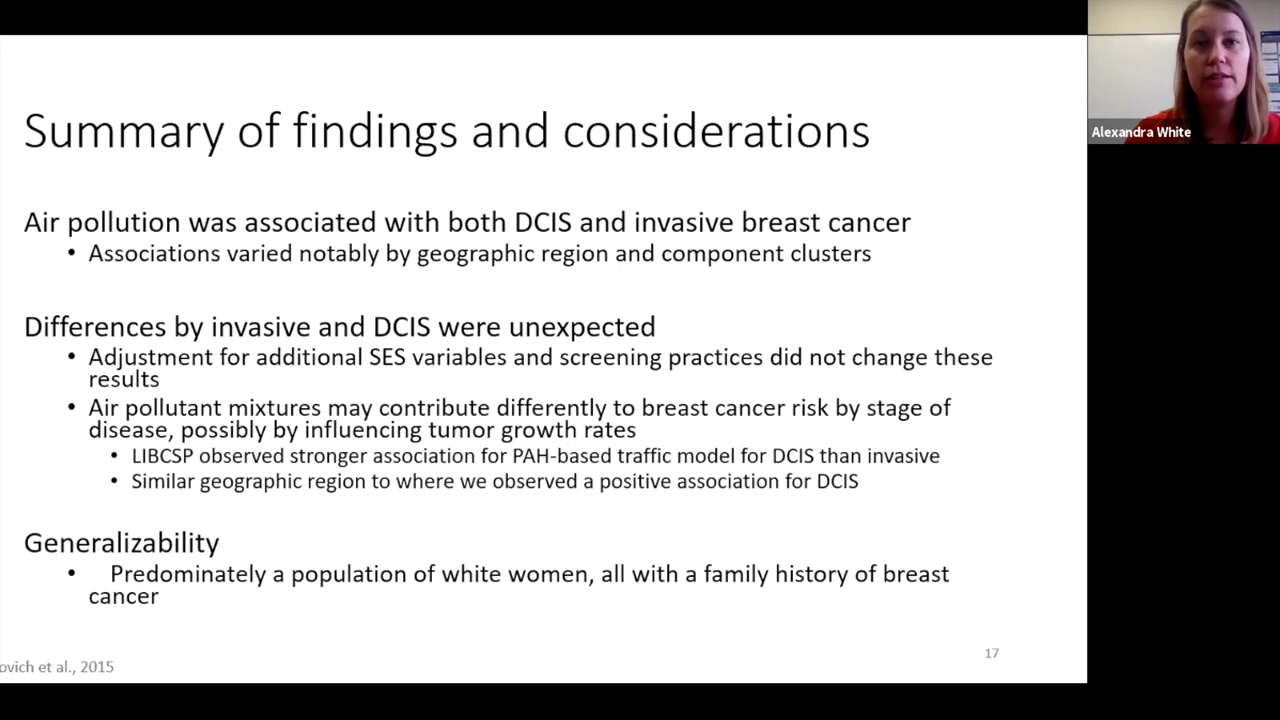 Summary of findings and considerations
Alexandra White
Air pollution was associated with both DCIS and invasive breast cancer
• Associations varied notably by geographic region and component clusters
Differences by invasive and DCIS were unexpected
• Adjustment for additional SES variables and screening practices did not change these
results
• Air pollutant mixtures may contribute differently to breast cancer risk by stage of
disease, possibly by influencing tumor growth rates
• LIBCSP observed stronger association for PAH-based traffic model for DCIS than invasive
• Similar geographic region to where we observed a positive association for DCIS
Generalizability
• Predominately a population of white women, all with a family history of breast
cancer
17
ovich et al., 2015